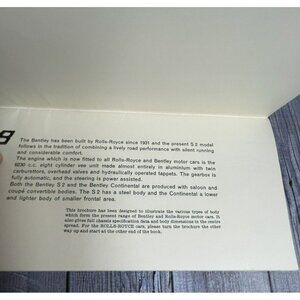 The Bentley has been built by Rolls-Royce since 1931 and the present S 2 model
follows in the tradition of combining a lively road performance with silent running
and considerable comfort.
The engine which is now fitted to all Rolls-Royce and Bentley motor cars is the
6230 c.c. eight cylinder vee unit made almost entirely in aluminium with twin
carburettors, overhead valves and hydraulically operated tappets. The gearbox is
fully automatic, and the steering is power assisted.
Both the Bentley S 2 and the Bentley Continental are produced with saloon and
coupé convertible bodies. The S 2 has a steel body and the Continental a lower
and lighter body of smaller frontal area.
This brochure has been designed to illustrate the various types of body
which form the present range of Bentley and Rolls-Royce motor cars. It
also gives full chassis specification data and body dimensions in the centre
spread. For the ROLLS-ROYCE cars, please turn the brochure the other
way up and start at the other end of the book.